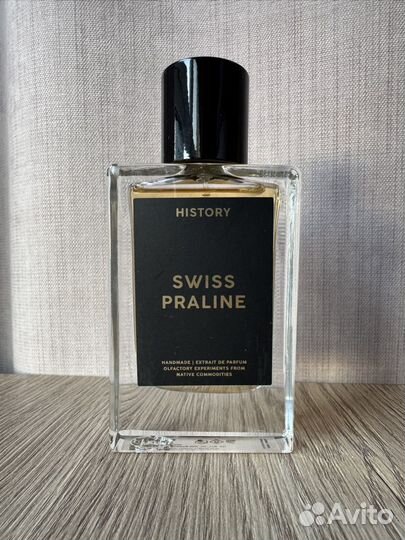 HISTORY
SWISS
PRALINE
HANDMADE | EXTRAIT DE PARFUM
OLFACTORY EXPERIMENTS FROM
NATIVE COMMODITIES
Avito